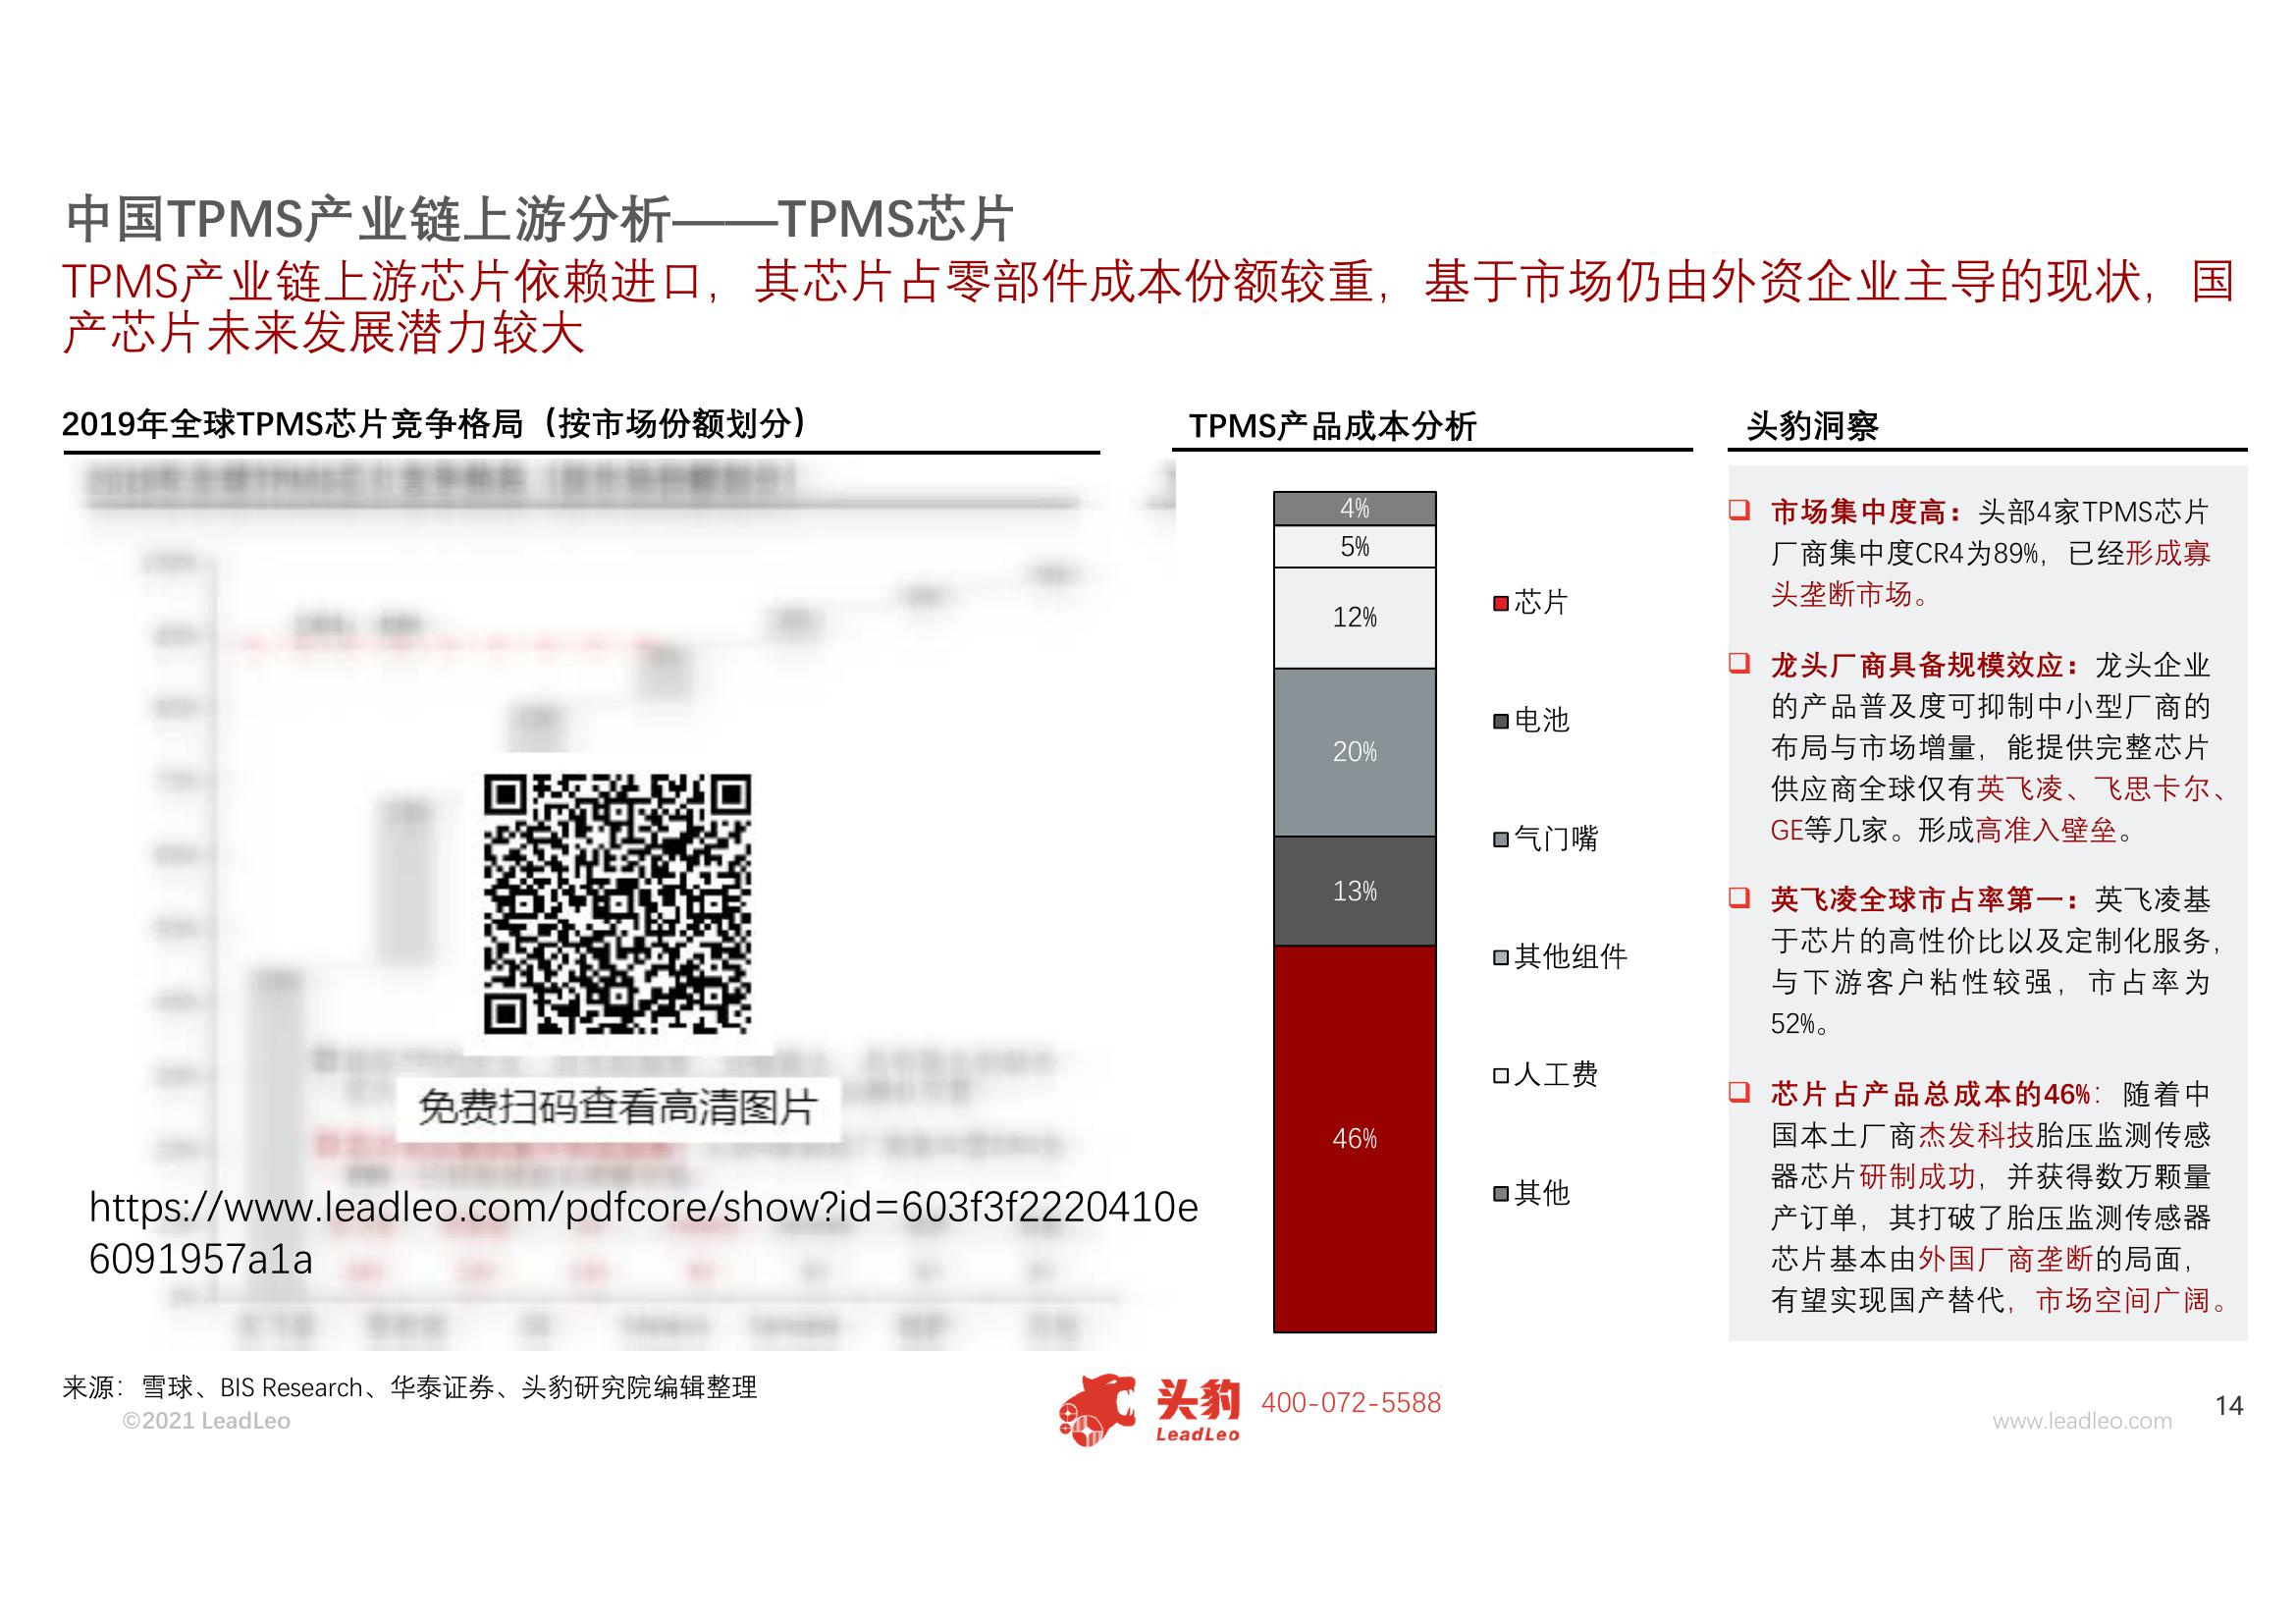 中国TPMS产业链上游分析——TPMS芯片
TPMS产业链上游芯片依赖进口，其芯片占零部件成本份额较重，基于市场仍由外资企业主导的现状，国
产芯片未来发展潜力较大
2019年全球TPMS芯片竞争格局（按市场份额划分）
免费扫码查看高清图片
https://www.leadleo.com/pdfcore/show?id=603f3f2220410e
6091957a1a
TPMS产品成本分析
4%
5%
12%
20%
13%
46%
芯片
电池
气门嘴
其他组件
人工费
其他
头豹洞察
市场集中度高：头部4家TPMS芯片
厂商集中度CR4为89%，已经形成寡
头垄断市场。
龙头厂商具备规模效应：龙头企业
的产品普及度可抑制中小型厂商的
布局与市场增量，能提供完整芯片
供应商全球仅有英飞凌、飞思卡尔、
GE等几家。形成高准入壁垒。
英飞凌全球市占率第一：英飞凌基
于芯片的高性价比以及定制化服务，
与下游客户粘性较强，市占率为
52%。
芯片占产品总成本的46%：随着中
国本土厂商杰发科技胎压监测传感
器芯片研制成功，并获得数万颗量
产订单，其打破了胎压监测传感器
芯片基本由外国厂商垄断的局面，
有望实现国产替代，市场空间广阔。
来源：雪球、BIS Research、华泰证券、头豹研究院编辑整理
©2021 LeadLeo
头豹
LeadLeo
400-072-5588
www.leadleo.com
14